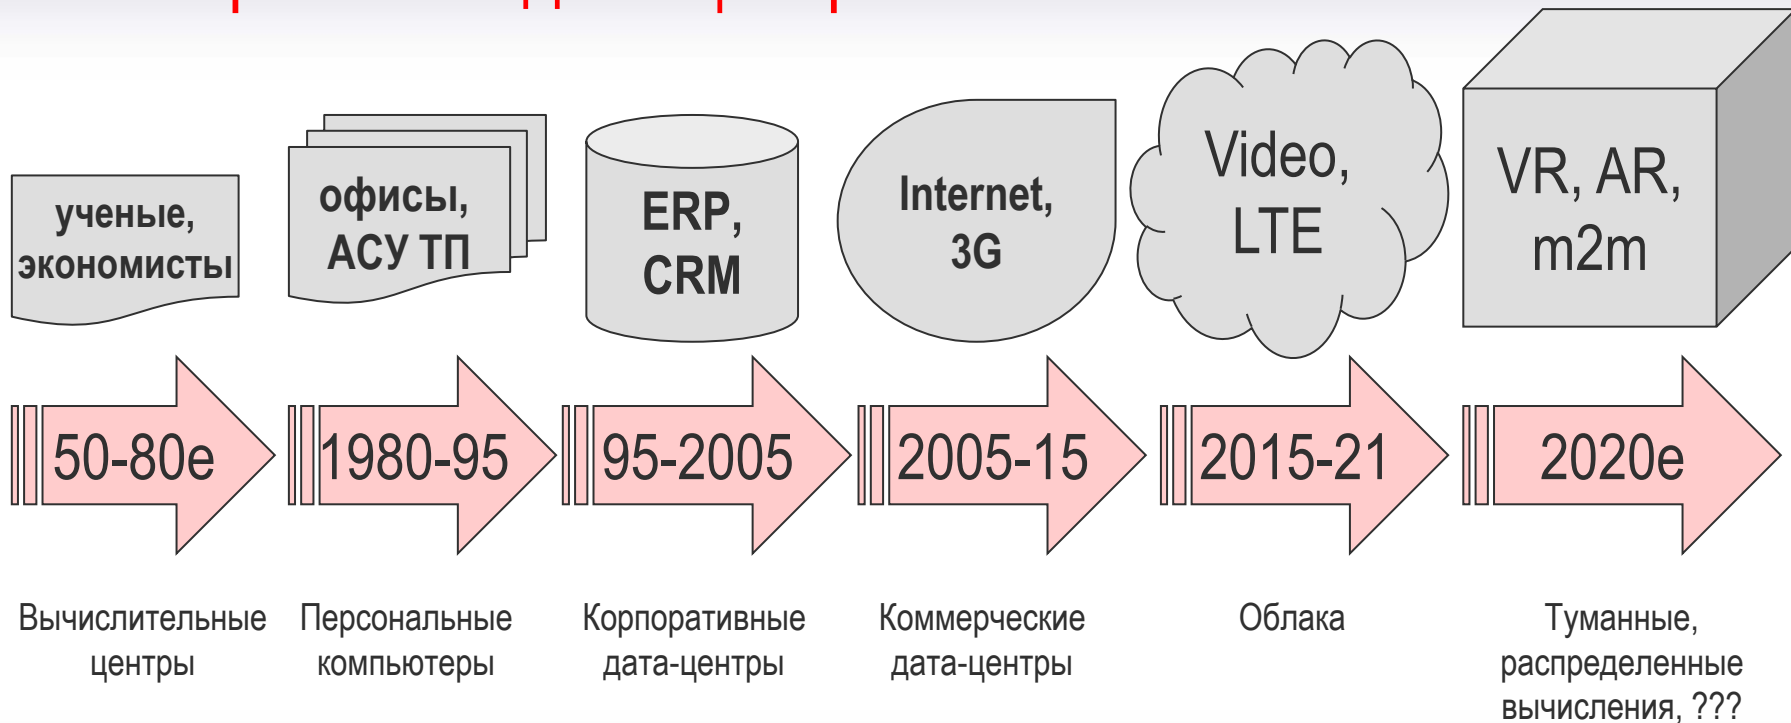 ученые,
экономисты
офисы,
АСУ ТП
ERP,
CRM
Internet,
3G
Video,
LTE
VR, AR,
m2m
50-80е
1980-95
95-2005
2005-15
2015-21
2020е
Вычислительные
центры
Персональные
компьютеры
Корпоративные
дата-центры
Коммерческие
дата-центры
Облака
Туманные,
распределенные
вычисления, ???